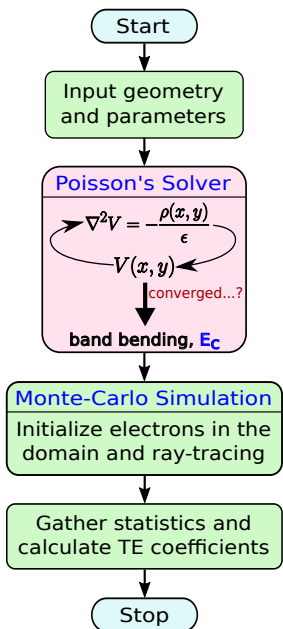 Start
Input geometry
and parameters
Poisson's Solver
∇²V = −ρ(x,y)/ϵ
V(x,y)
converged...?
band bending, E_C
Monte-Carlo Simulation
Initialize electrons in the
domain and ray-tracing
Gather statistics and
calculate TE coefficients
Stop